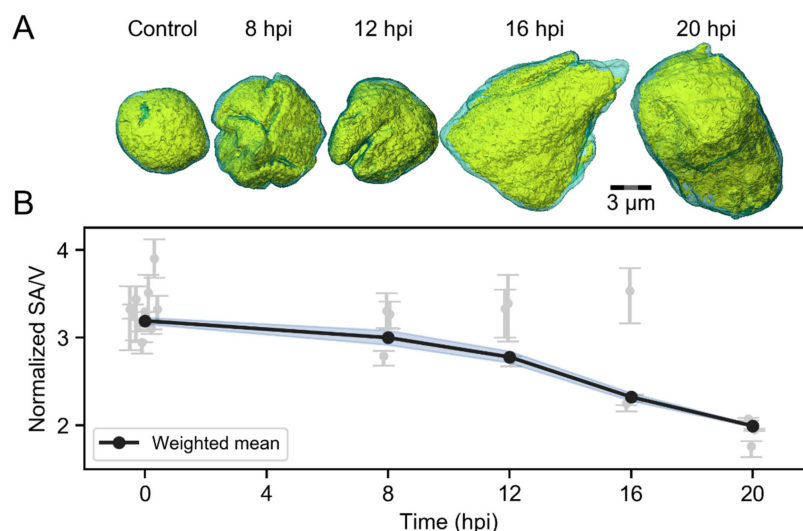 A
Control 8 hpi 12 hpi 16 hpi 20 hpi
3 µm
B
4
3
2
Normalized SA/V
Weighted mean
0 4 8 12 16 20
Time (hpi)